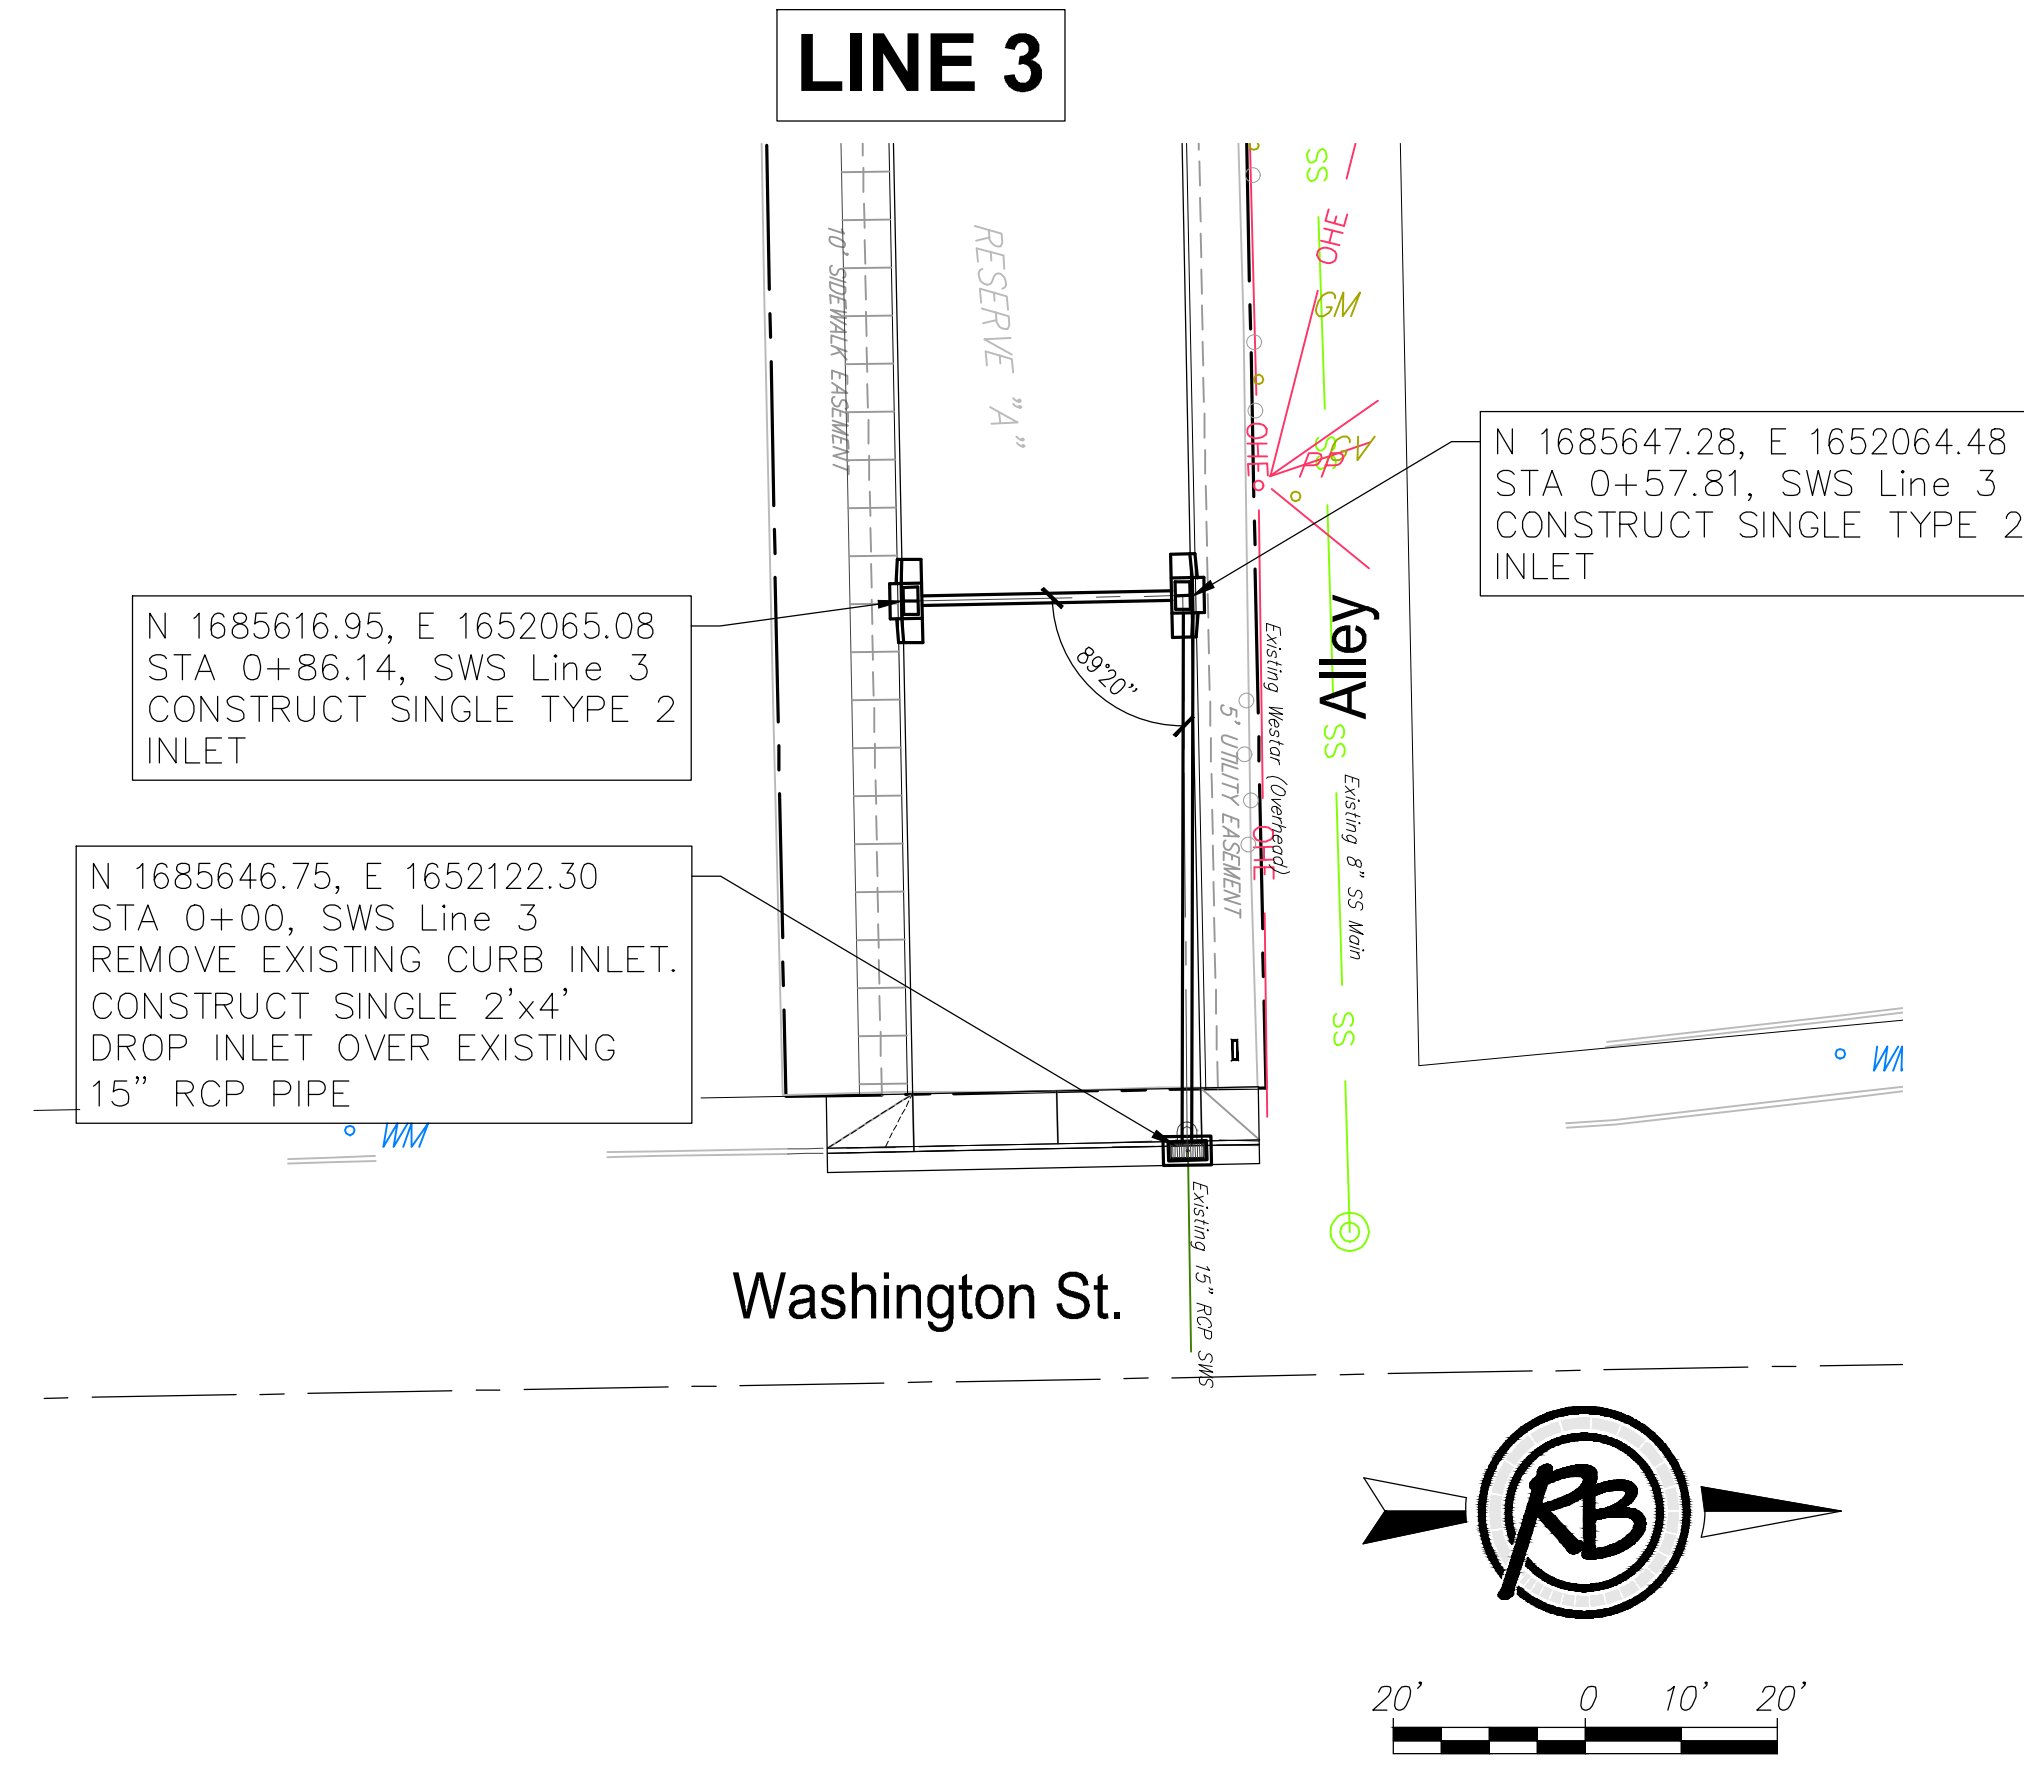 LINE 3
SS
OHE
GM
10' SIDEWALK EASEMENT
RESERVE "A"
OHE
SS
GV
PP
N 1685647.28, E 1652064.48
STA 0+57.81, SWS Line 3
CONSTRUCT SINGLE TYPE 2
INLET
N 1685616.95, E 1652065.08
STA 0+86.14, SWS Line 3
CONSTRUCT SINGLE TYPE 2
INLET
89°20"
Existing Westar (Overhead)
Alley
5' UTILITY EASEMENT
SS
Existing 8" SS Main
OHE
N 1685646.75, E 1652122.30
STA 0+00, SWS Line 3
REMOVE EXISTING CURB INLET.
CONSTRUCT SINGLE 2'x4'
DROP INLET OVER EXISTING
15" RCP PIPE
SS
WM
WM
Existing 15" RCP SWS
Washington St.
RB
20' 0 10' 20'